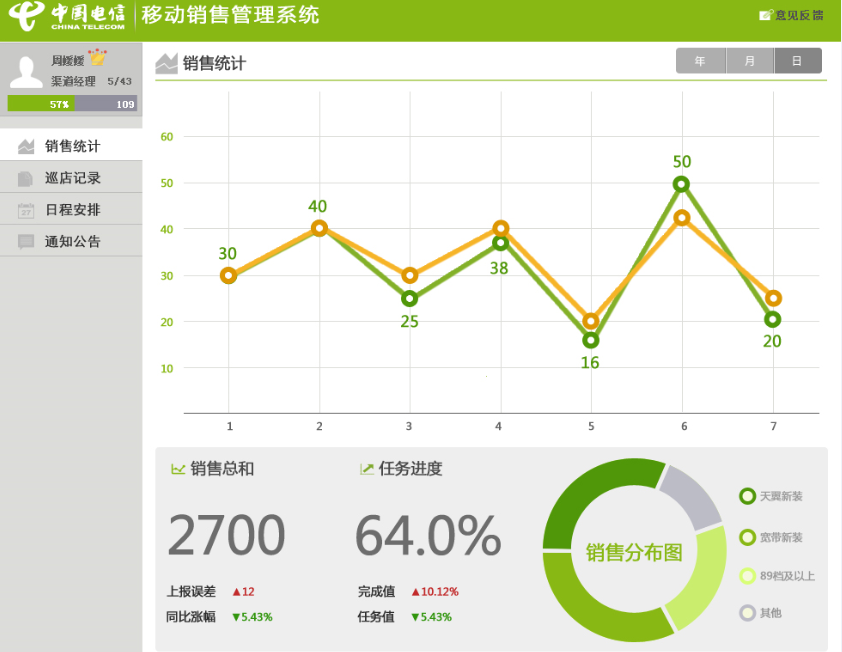 中国电信 移动销售管理系统
CHINA TELECOM
意见反馈
周媛媛
渠道经理 5/43
57% 109
销售统计
巡店记录
27
日程安排
通知公告
销售统计
年 月 日
60
50
40
30
20
10
30
40
25
38
16
50
20
1 2 3 4 5 6 7
销售总和
2700
上报误差 ▲12
同比涨幅 ▼5.43%
任务进度
64.0%
完成值 ▲10.12%
任务值 ▼5.43%
销售分布图
天翼新装
宽带新装
89档及以上
其他